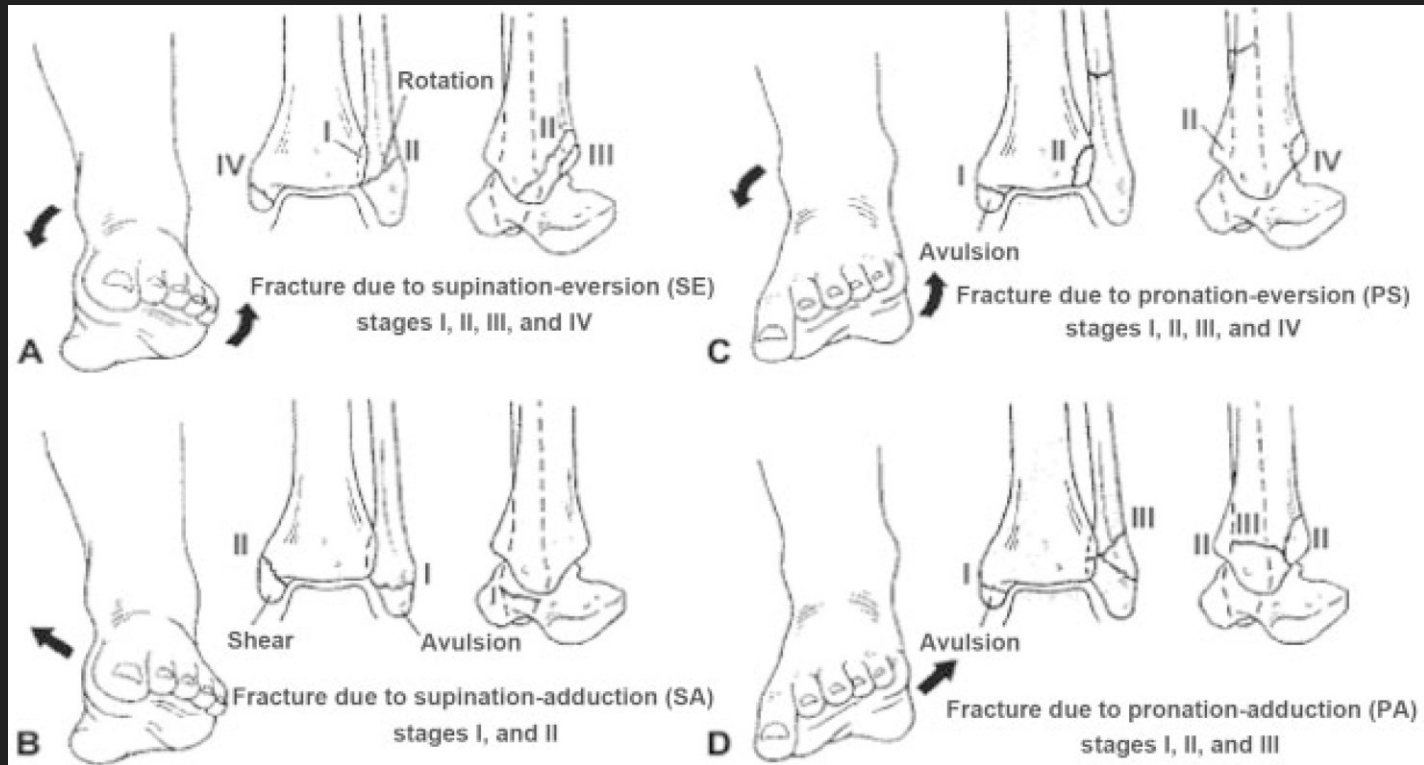 Rotation
I
II
IV
II
III
Fracture due to supination-eversion (SE)
stages I, II, III, and IV
A
II
I
II
IV
Avulsion
Fracture due to pronation-eversion (PS)
stages I, II, III, and IV
C
II
I
I
Shear
Avulsion
Fracture due to supination-adduction (SA)
stages I, and II
B
III
I
II
III
II
Avulsion
Fracture due to pronation-adduction (PA)
stages I, II, and III
D